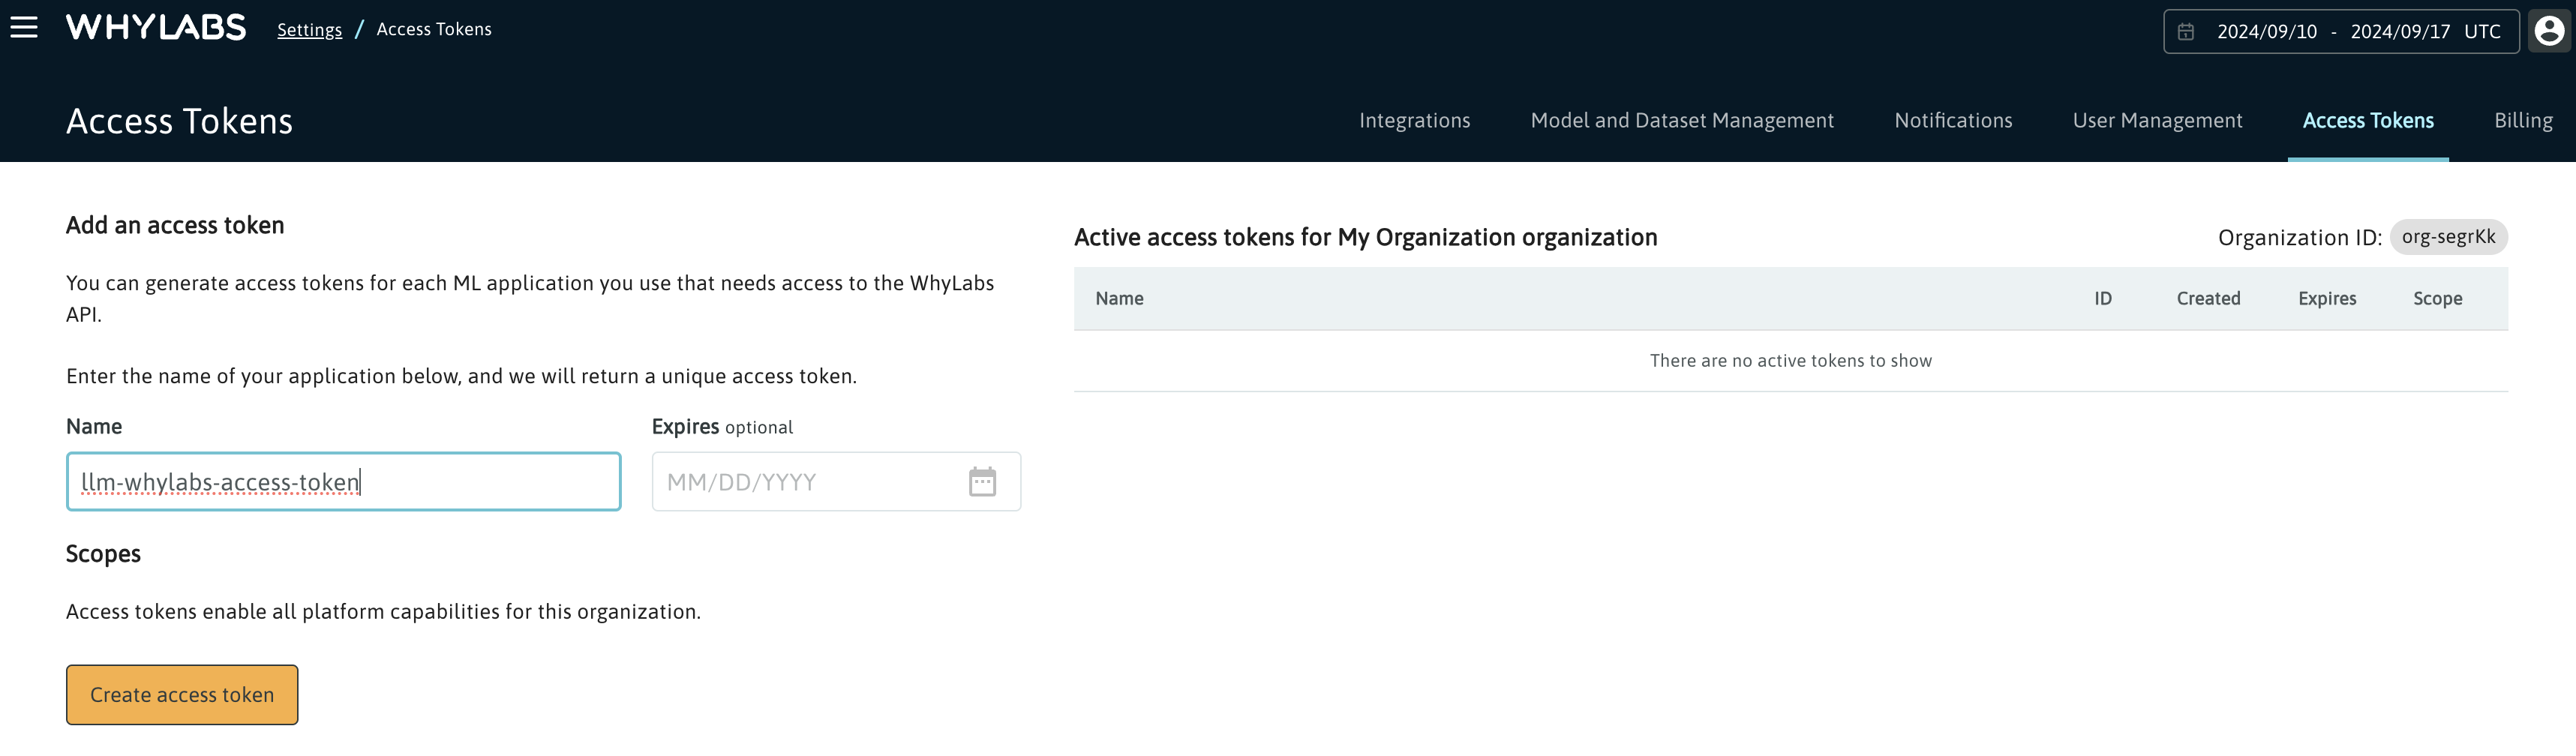 WHYLABS Settings / Access Tokens 2024/09/10 - 2024/09/17 UTC
Access Tokens Integrations Model and Dataset Management Notifications User Management Access Tokens Billing
Add an access token
You can generate access tokens for each ML application you use that needs access to the WhyLabs
API.
Enter the name of your application below, and we will return a unique access token.
Name Expires optional
llm-whylabs-access-token MM/DD/YYYY
Scopes
Access tokens enable all platform capabilities for this organization.
Create access token
Active access tokens for My Organization organization Organization ID: org-segrKk
Name ID Created Expires Scope
There are no active tokens to show